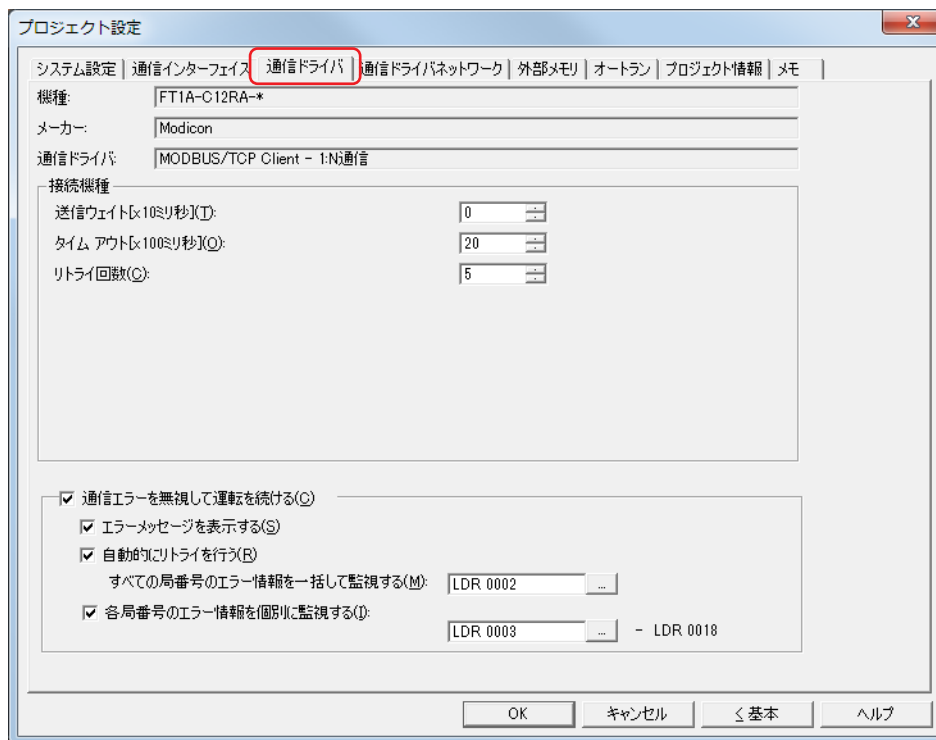 プロジェクト設定
システム設定 通信インターフェイス 通信ドライバ 通信ドライバネットワーク 外部メモリ オートラン プロジェクト情報 メモ
機種: FT1A-C12RA-*
メーカー: Modicon
通信ドライバ: MODBUS/TCP Client - 1:N通信
接続機種
送信ウェイト[x10ミリ秒](T): 0
タイム アウト[x100ミリ秒](O): 20
リトライ回数(C): 5
通信エラーを無視して運転を続ける(C)
エラーメッセージを表示する(S)
自動的にリトライを行う(R)
すべての局番号のエラー情報を一括して監視する(M): LDR 0002 ...
各局番号のエラー情報を個別に監視する(I):
LDR 0003 ... - LDR 0018
OK キャンセル < 基本 ヘルプ